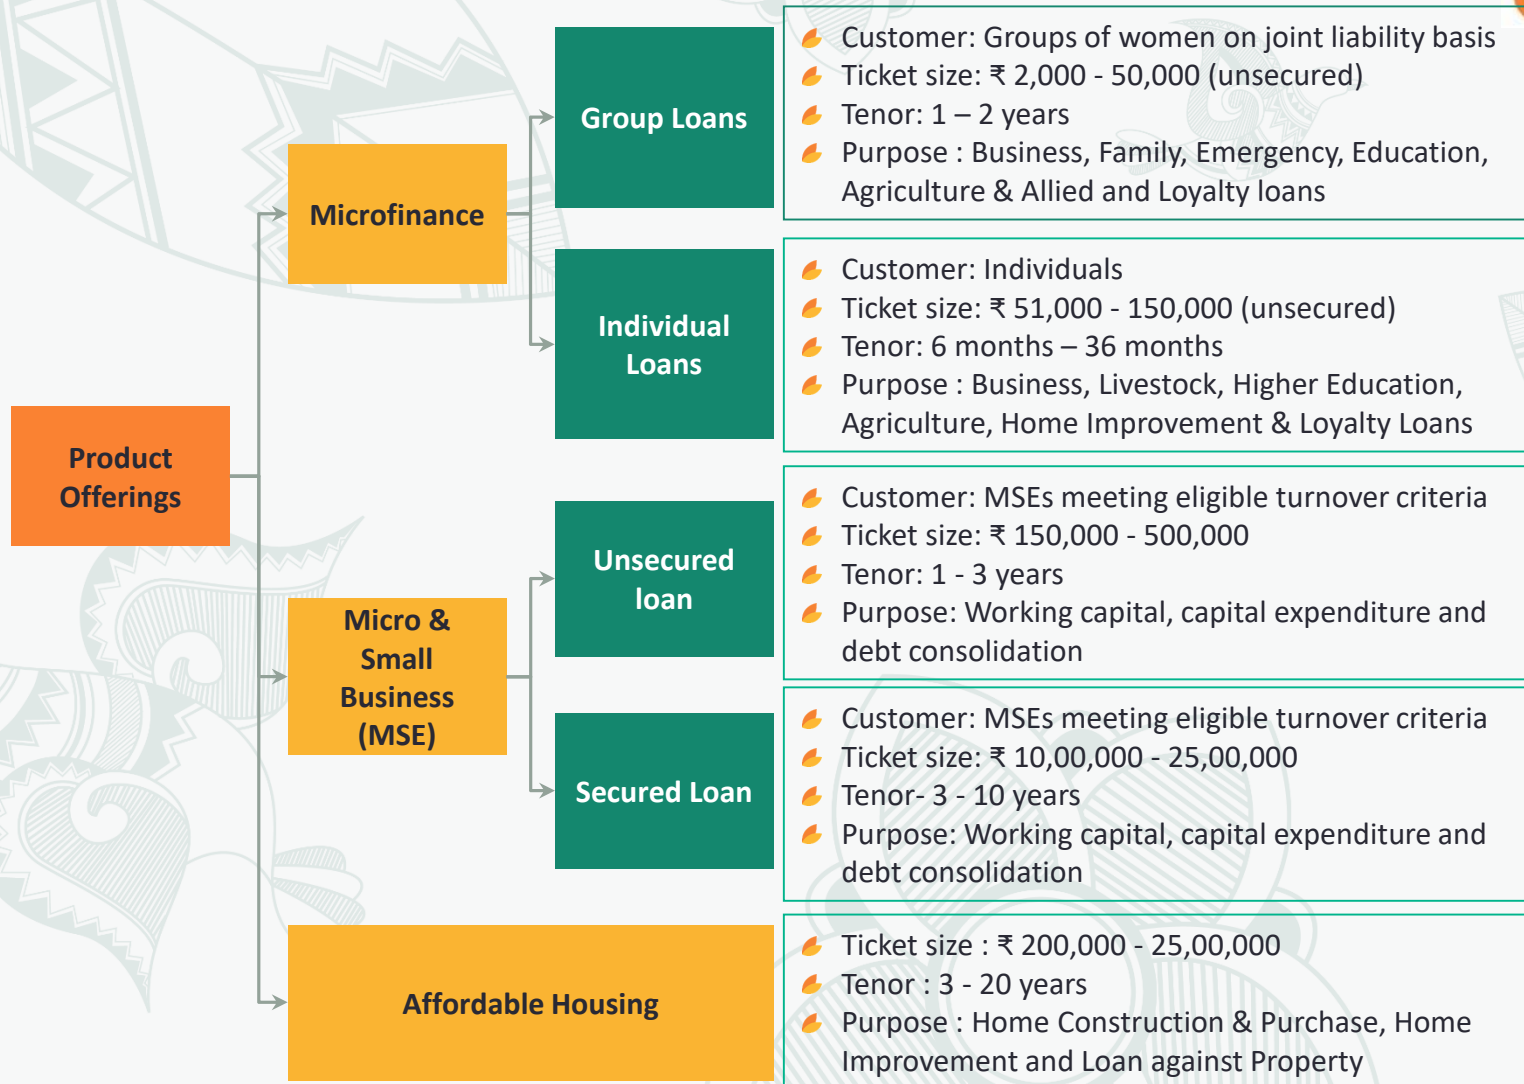 Product
Offerings
Microfinance
Group Loans
Customer: Groups of women on joint liability basis
Ticket size: ₹ 2,000 - 50,000 (unsecured)
Tenor: 1 – 2 years
Purpose : Business, Family, Emergency, Education,
Agriculture & Allied and Loyalty loans
Individual
Loans
Customer: Individuals
Ticket size: ₹ 51,000 - 150,000 (unsecured)
Tenor: 6 months – 36 months
Purpose : Business, Livestock, Higher Education,
Agriculture, Home Improvement & Loyalty Loans
Micro &
Small
Business
(MSE)
Unsecured
loan
Customer: MSEs meeting eligible turnover criteria
Ticket size: ₹ 150,000 - 500,000
Tenor: 1 - 3 years
Purpose: Working capital, capital expenditure and
debt consolidation
Secured Loan
Customer: MSEs meeting eligible turnover criteria
Ticket size: ₹ 10,00,000 - 25,00,000
Tenor- 3 - 10 years
Purpose: Working capital, capital expenditure and
debt consolidation
Affordable Housing
Ticket size : ₹ 200,000 - 25,00,000
Tenor : 3 - 20 years
Purpose : Home Construction & Purchase, Home
Improvement and Loan against Property